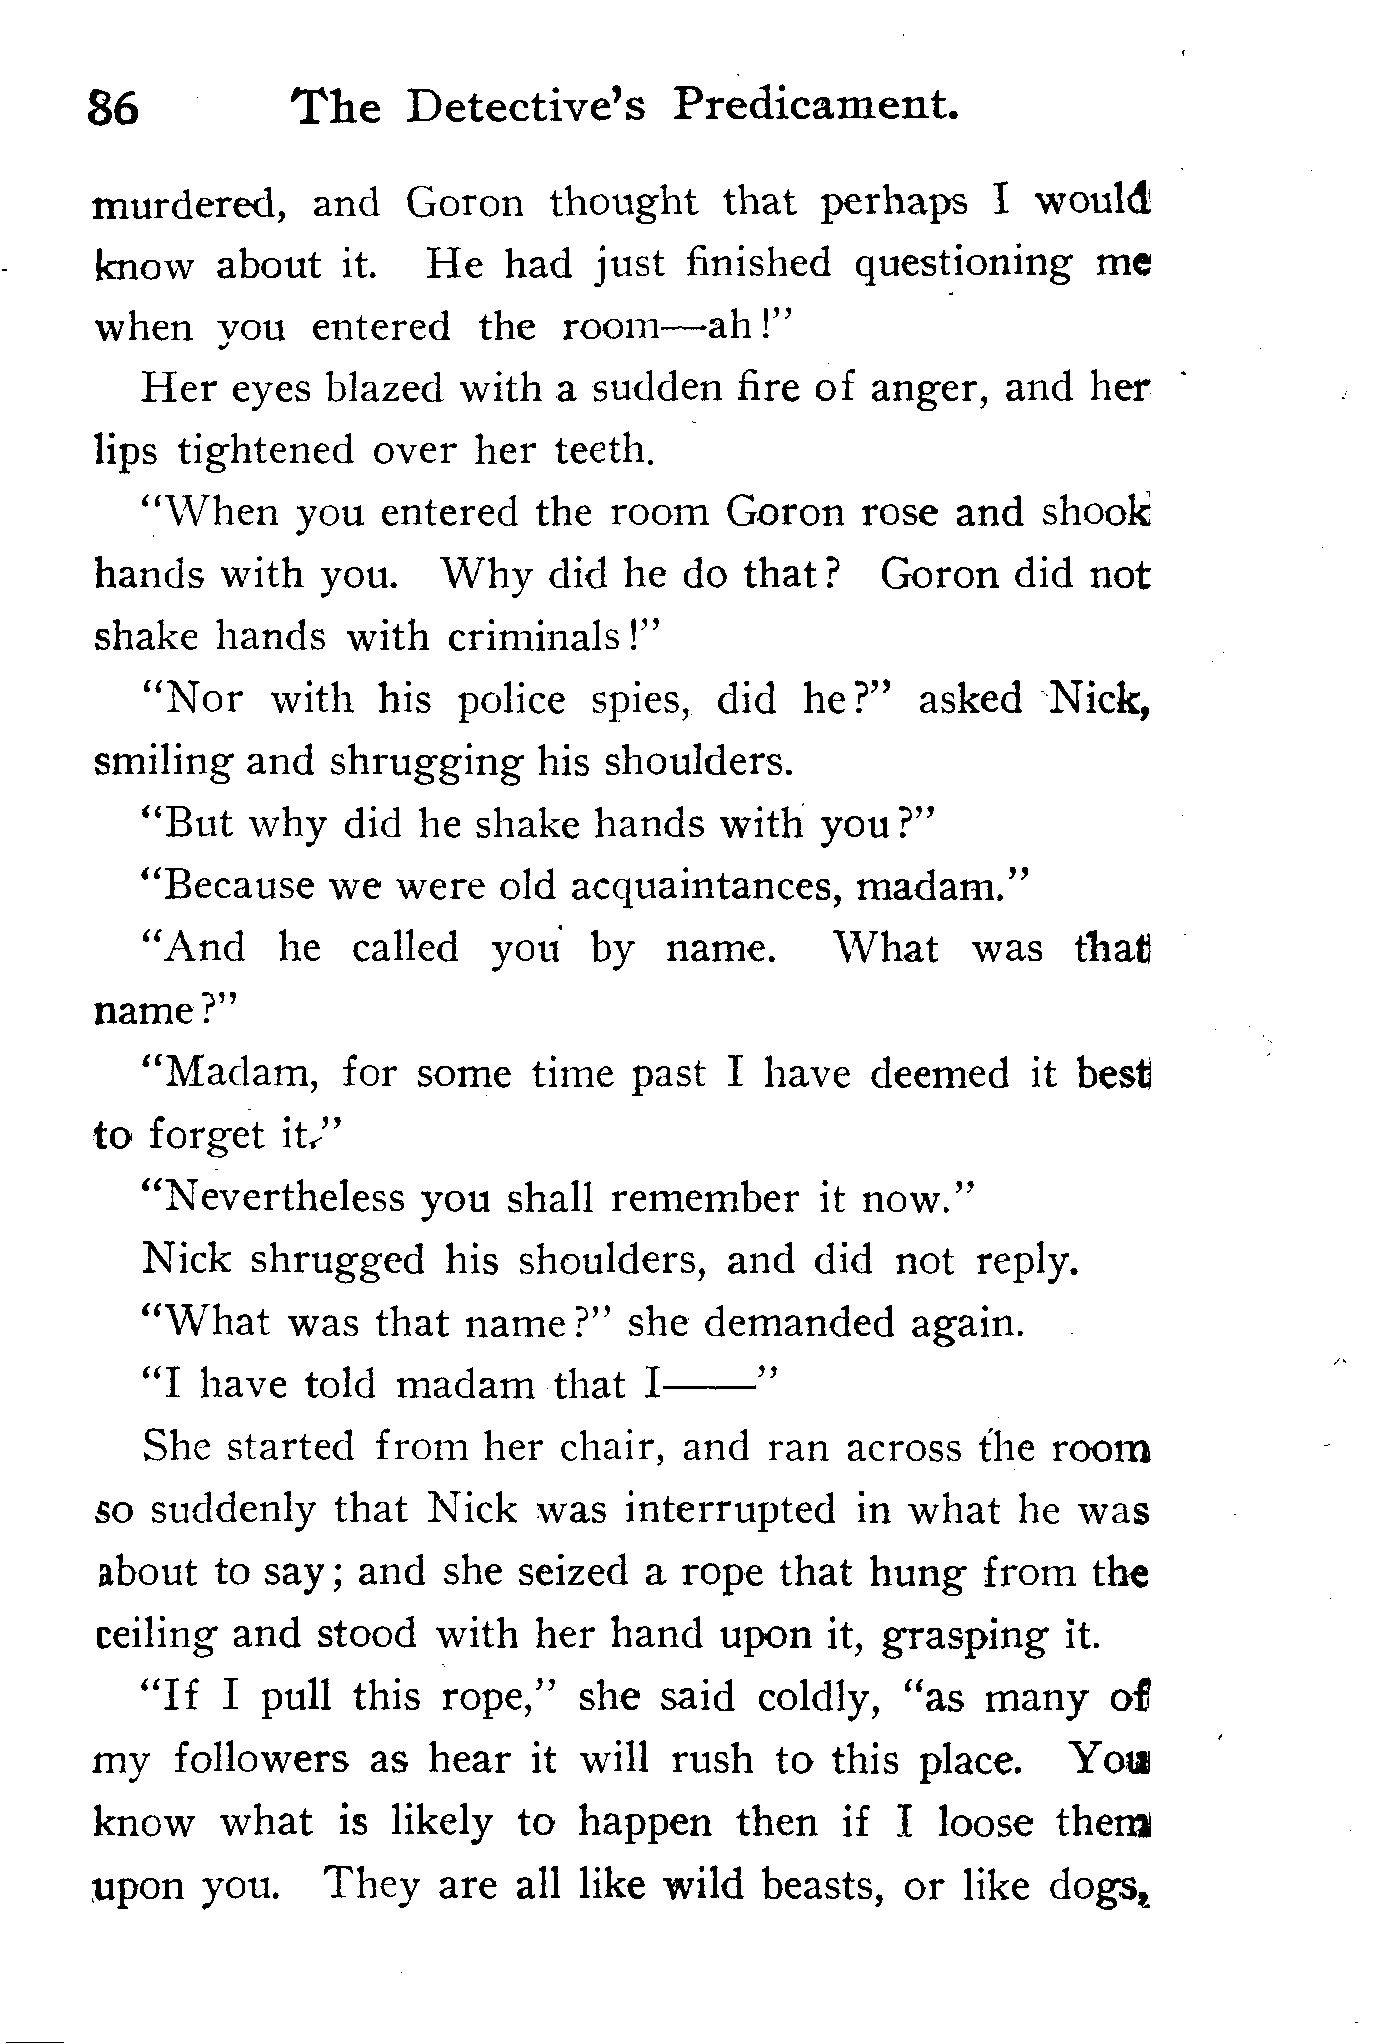 86 The Detective's Predicament.
murdered, and Goron thought that perhaps I would
know about it. He had just finished questioning me
when you entered the room—ah!"
Her eyes blazed with a sudden fire of anger, and her
lips tightened over her teeth.
"When you entered the room Goron rose and shook
hands with you. Why did he do that? Goron did not
shake hands with criminals!"
"Nor with his police spies, did he?" asked Nick,
smiling and shrugging his shoulders.
"But why did he shake hands with you?"
"Because we were old acquaintances, madam."
"And he called you by name. What was that
name?"
"Madam, for some time past I have deemed it best
to forget it."
"Nevertheless you shall remember it now."
Nick shrugged his shoulders, and did not reply.
"What was that name?" she demanded again.
"I have told madam that I——"
She started from her chair, and ran across the room
so suddenly that Nick was interrupted in what he was
about to say; and she seized a rope that hung from the
ceiling and stood with her hand upon it, grasping it.
"If I pull this rope," she said coldly, "as many of
my followers as hear it will rush to this place. You
know what is likely to happen then if I loose them
upon you. They are all like wild beasts, or like dogs,